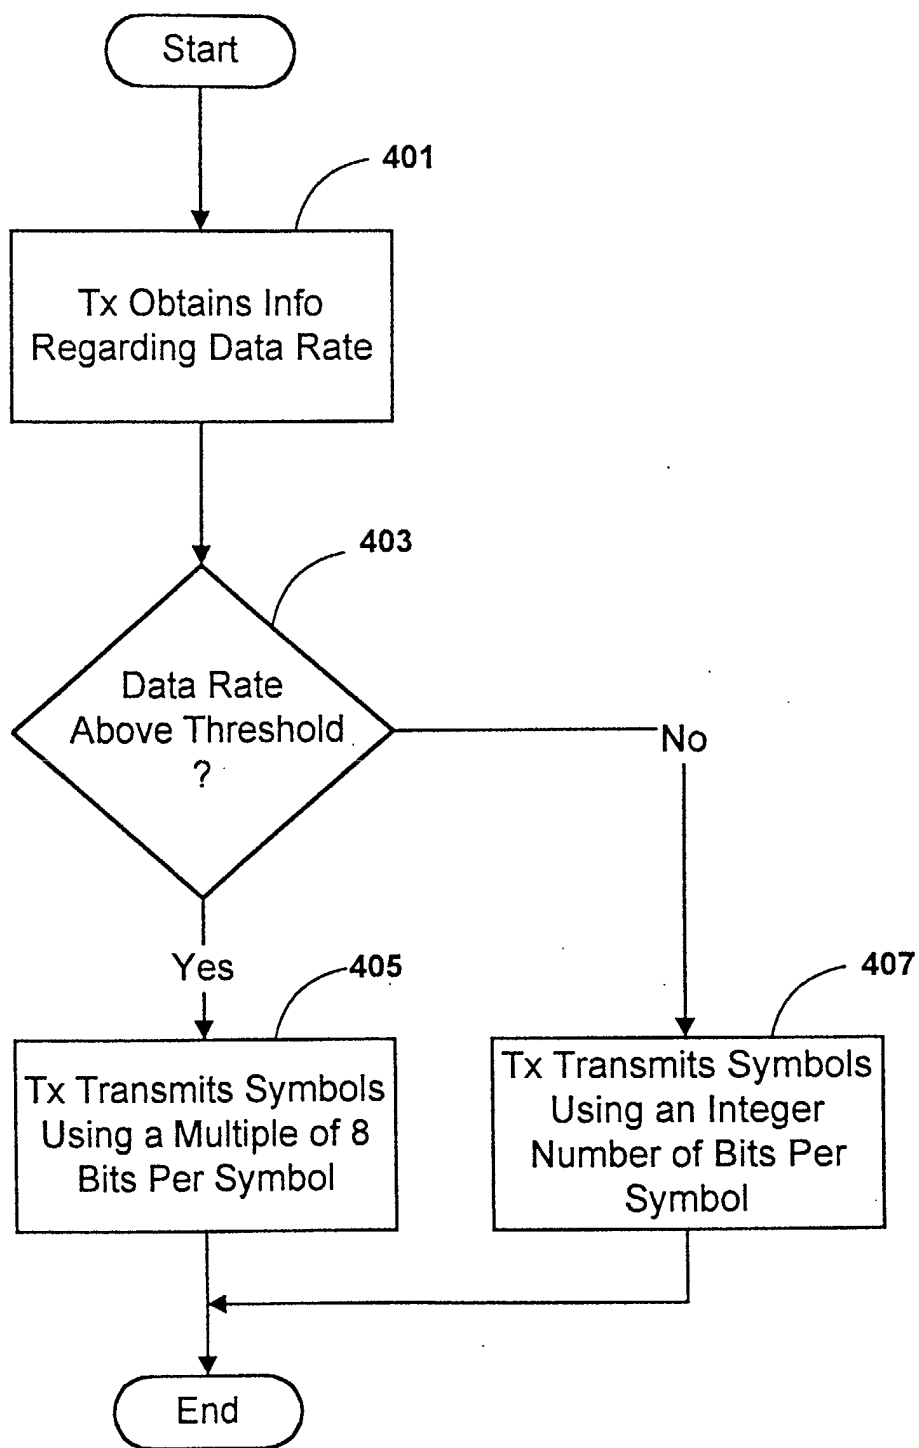 Start
401
Tx Obtains Info
Regarding Data Rate
403
Data Rate
Above Threshold
?
No
Yes
405
Tx Transmits Symbols
Using a Multiple of 8
Bits Per Symbol
407
Tx Transmits Symbols
Using an Integer
Number of Bits Per
Symbol
End